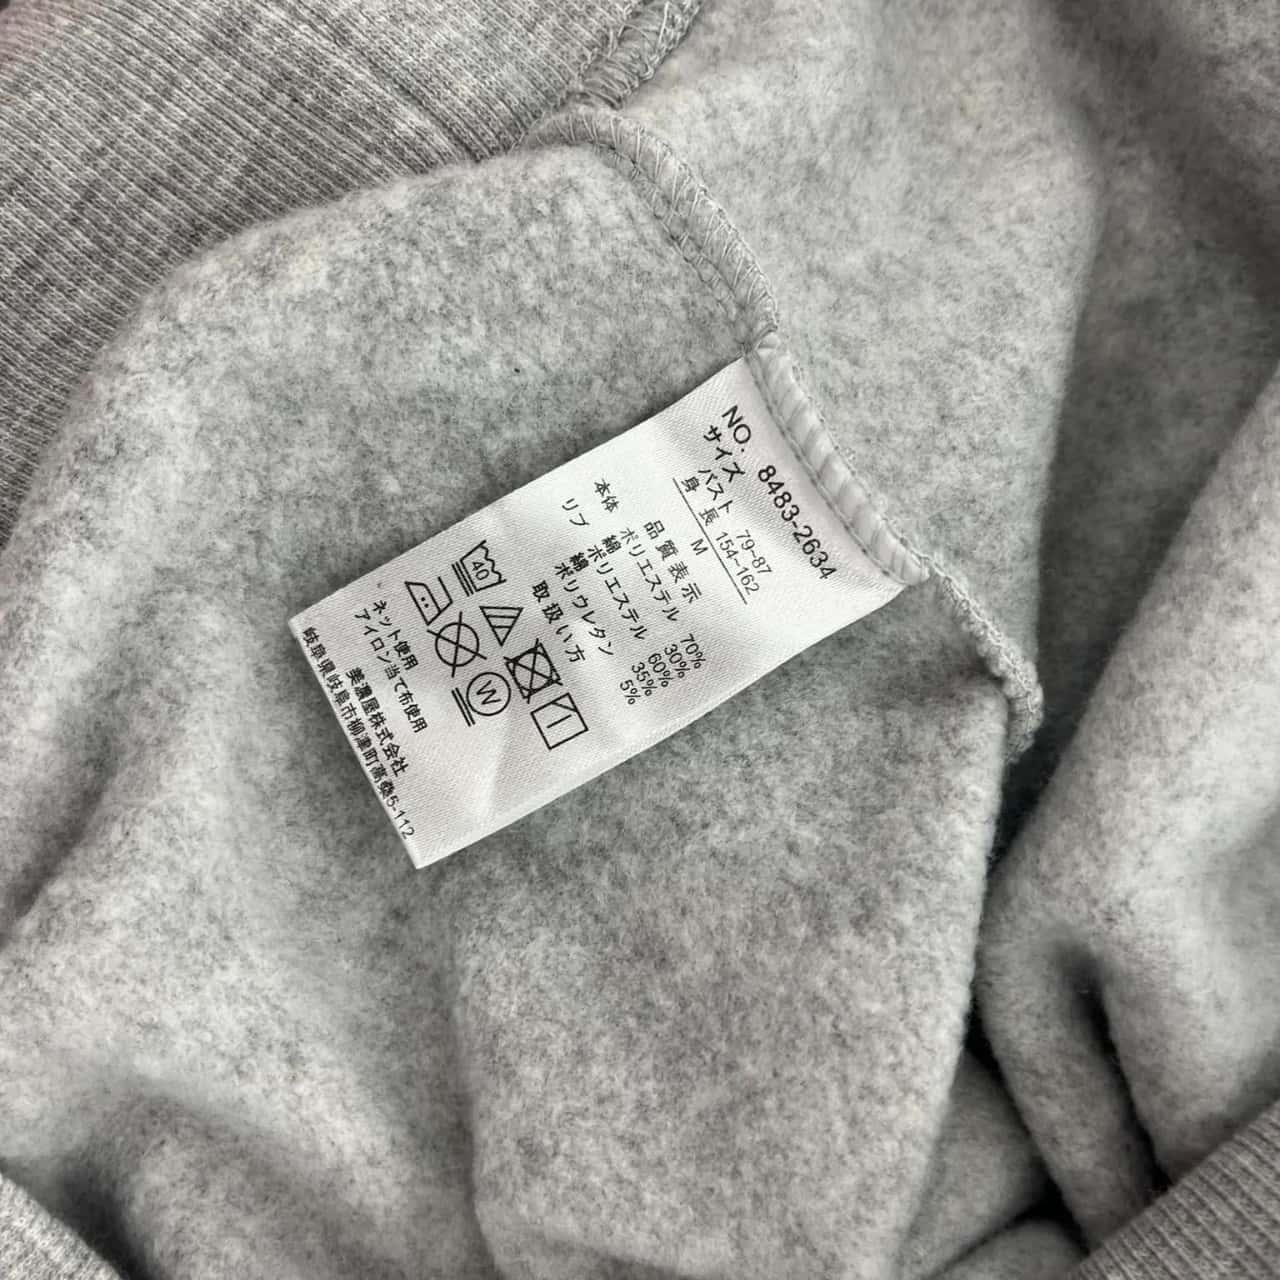 NO. 8483-2634
サイズ
バスト 79-87
身長 154-162
M
品質表示
本体 ポリエステル 70%
綿 30%
リブ ポリエステル 60%
綿 35%
ポリウレタン 5%
取扱い方
40
W
ネット使用
アイロン当て布使用
美濃屋株式会社
岐阜県岐阜市柳津町高桑5-112